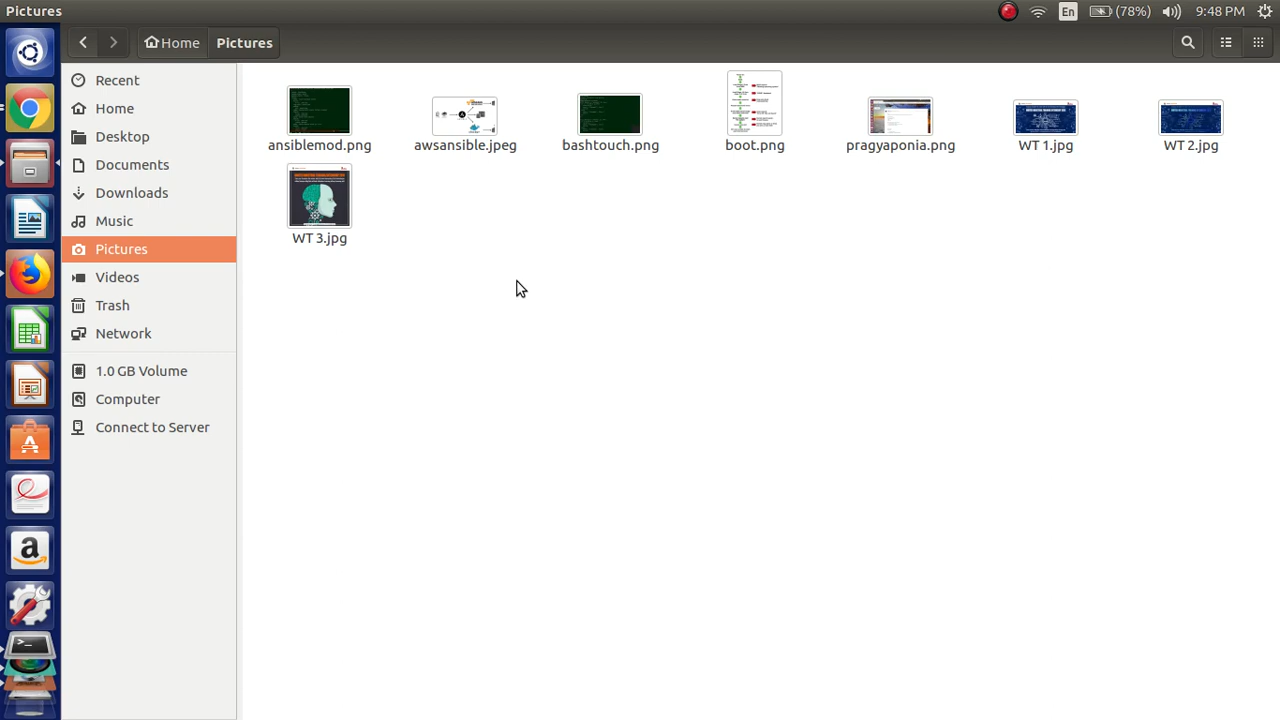 Pictures
En
(78%)
9:48 PM
Home
Pictures
Recent
Home
Desktop
Documents
Downloads
Music
Pictures
Videos
Trash
Network
1.0 GB Volume
Computer
Connect to Server
ansiblemod.png
awsansible.jpeg
bashtouch.png
boot.png
pragyaponia.png
WT 1.jpg
WT 2.jpg
WT 3.jpg